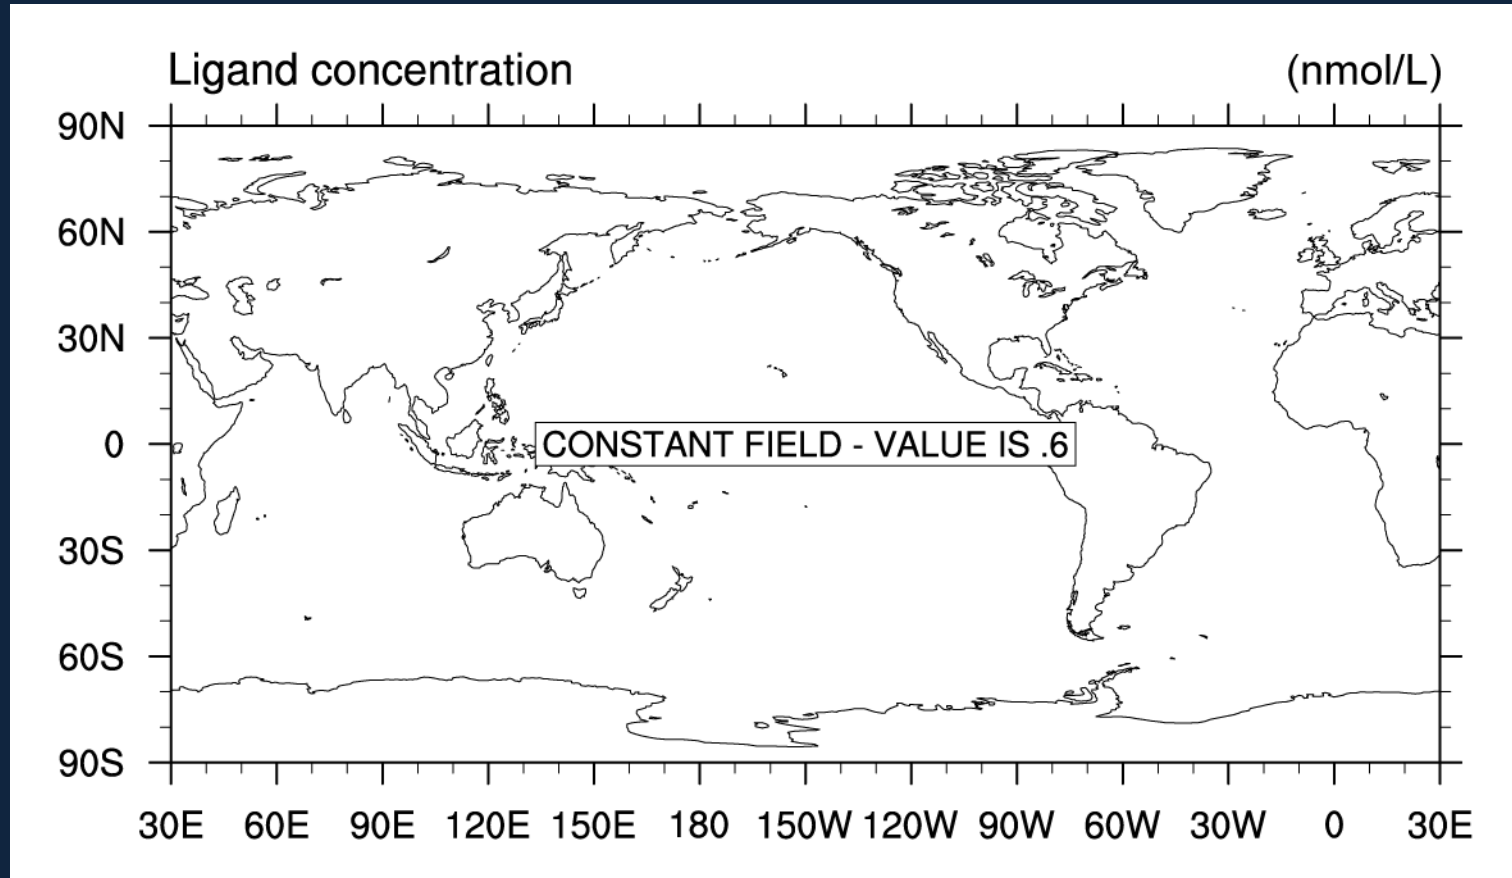 Ligand concentration (nmol/L)
90N
60N
30N
0
CONSTANT FIELD - VALUE IS .6
30S
60S
90S
30E 60E 90E 120E 150E 180 150W 120W 90W 60W 30W 0 30E